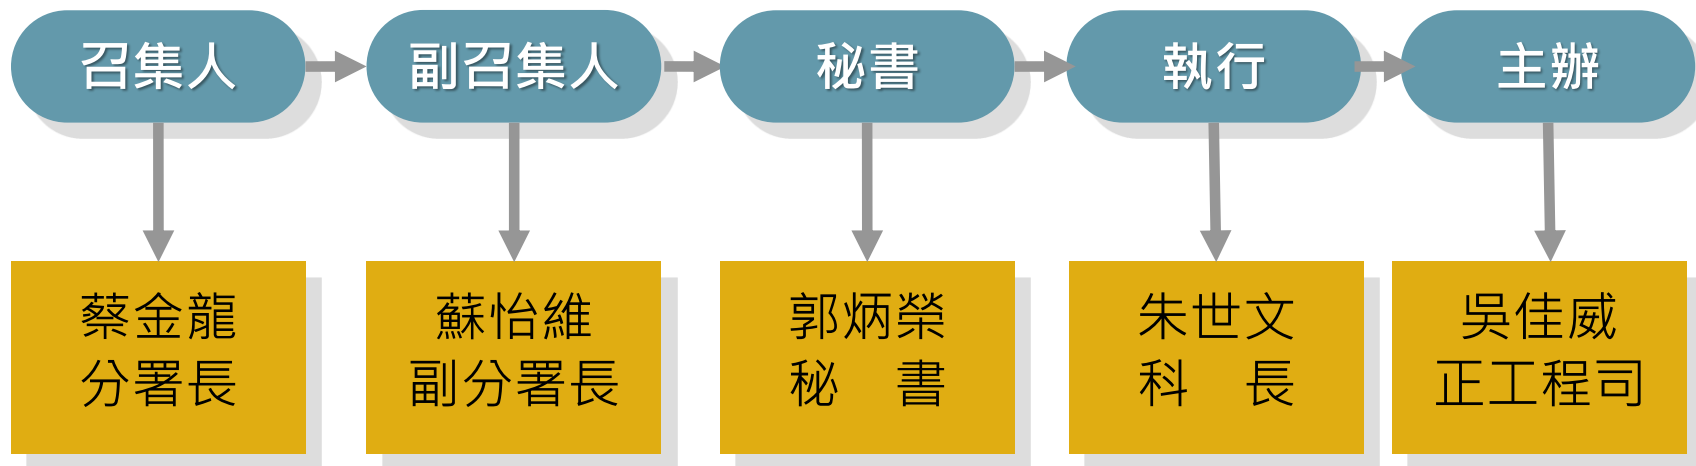 召集人
副召集人
秘書
執行
主辦
蔡金龍
分署長
蘇怡維
副分署長
郭炳榮
秘　書
朱世文
科　長
吳佳威
正工程司